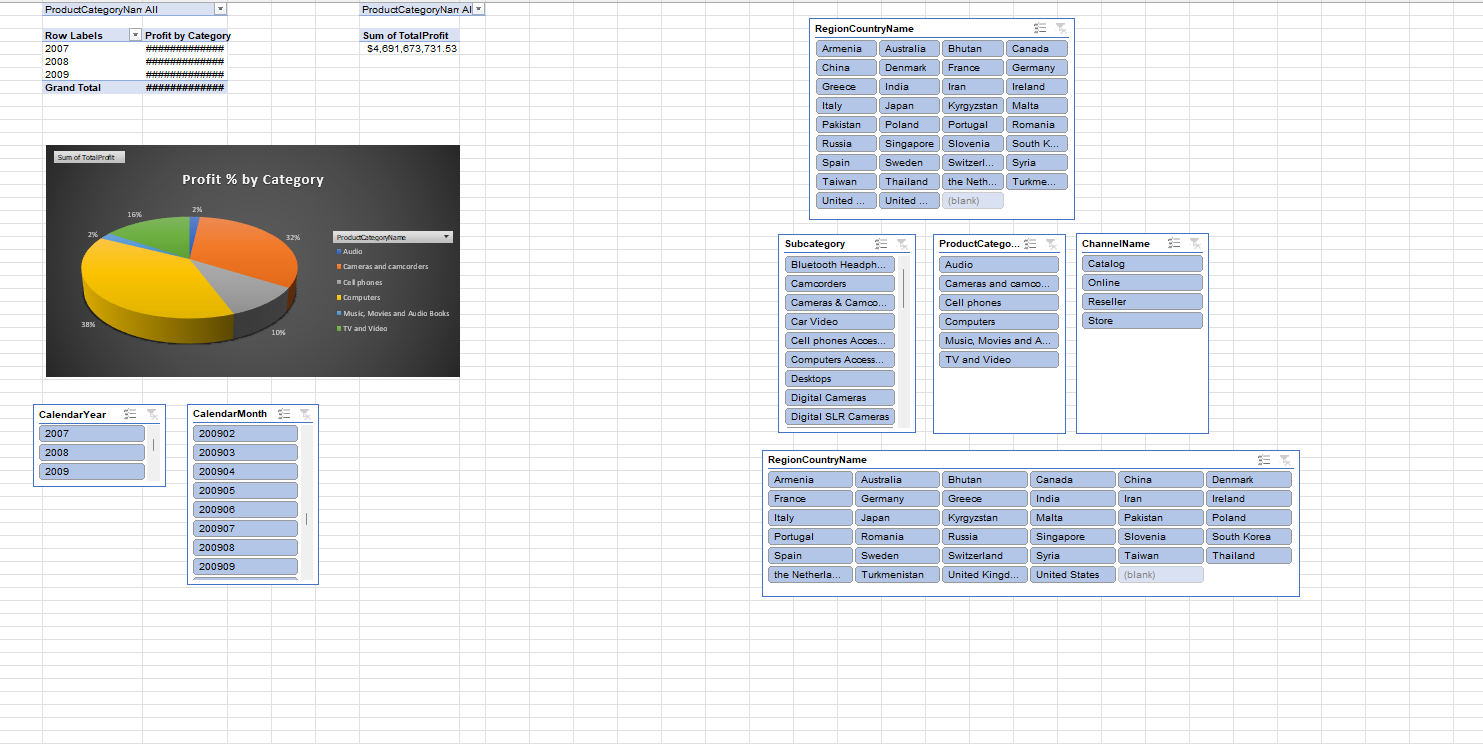 ProductCategoryNam All
ProductCategoryNam Al
Row Labels Profit by Category
2007 #############
2008 #############
2009 #############
Grand Total #############
Sum of TotalProfit
$4,691,673,731.53
Sum of TotalProfit
Profit % by Category
2%
32%
10%
38%
2%
16%
ProductCategoryName
Audio
Cameras and camcorders
Cell phones
Computers
Music, Movies and Audio Books
TV and Video
CalendarYear
2007
2008
2009
CalendarMonth
200902
200903
200904
200905
200906
200907
200908
200909
RegionCountryName
Armenia Australia Bhutan Canada
China Denmark France Germany
Greece India Iran Ireland
Italy Japan Kyrgyzstan Malta
Pakistan Poland Portugal Romania
Russia Singapore Slovenia South K...
Spain Sweden Switzerl... Syria
Taiwan Thailand the Neth... Turkme...
United ... United ... (blank)
Subcategory
Bluetooth Headph...
Camcorders
Cameras & Camco...
Car Video
Cell phones Acces...
Computers Access...
Desktops
Digital Cameras
Digital SLR Cameras
ProductCatego...
Audio
Cameras and camco...
Cell phones
Computers
Music, Movies and A...
TV and Video
ChannelName
Catalog
Online
Reseller
Store
RegionCountryName
Armenia Australia Bhutan Canada China Denmark
France Germany Greece India Iran Ireland
Italy Japan Kyrgyzstan Malta Pakistan Poland
Portugal Romania Russia Singapore Slovenia South Korea
Spain Sweden Switzerland Syria Taiwan Thailand
the Netherla... Turkmenistan United Kingd... United States (blank)